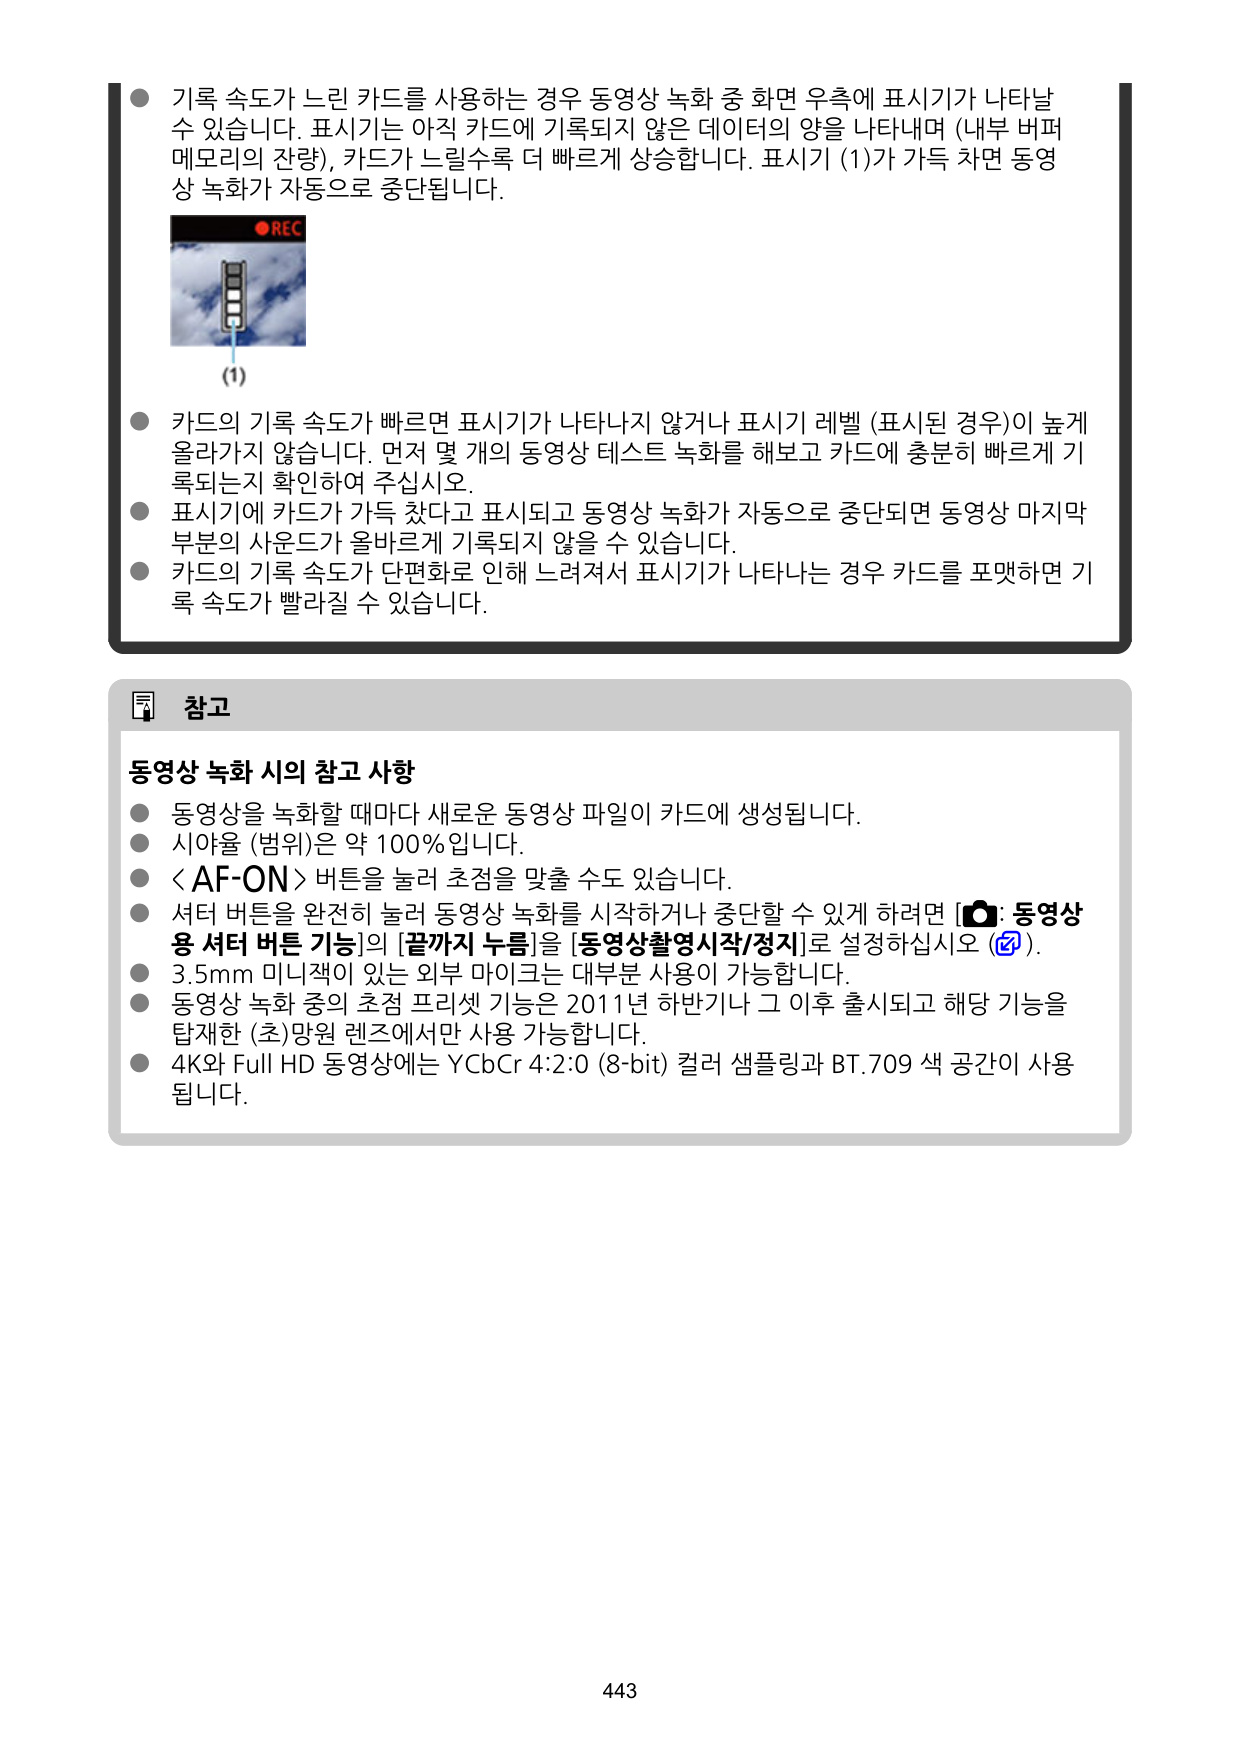 ● 기록 속도가 느린 카드를 사용하는 경우 동영상 녹화 중 화면 우측에 표시기가 나타날
수 있습니다. 표시기는 아직 카드에 기록되지 않은 데이터의 양을 나타내며 (내부 버퍼
메모리의 잔량), 카드가 느릴수록 더 빠르게 상승합니다. 표시기 (1)가 가득 차면 동영
상 녹화가 자동으로 중단됩니다.
●REC
(1)
● 카드의 기록 속도가 빠르면 표시기가 나타나지 않거나 표시기 레벨 (표시된 경우)이 높게
올라가지 않습니다. 먼저 몇 개의 동영상 테스트 녹화를 해보고 카드에 충분히 빠르게 기
록되는지 확인하여 주십시오.
● 표시기에 카드가 가득 찼다고 표시되고 동영상 녹화가 자동으로 중단되면 동영상 마지막
부분의 사운드가 올바르게 기록되지 않을 수 있습니다.
● 카드의 기록 속도가 단편화로 인해 느려져서 표시기가 나타나는 경우 카드를 포맷하면 기
록 속도가 빨라질 수 있습니다.
참고
동영상 녹화 시의 참고 사항
● 동영상을 녹화할 때마다 새로운 동영상 파일이 카드에 생성됩니다.
● 시야율 (범위)은 약 100%입니다.
● < AF-ON > 버튼을 눌러 초점을 맞출 수도 있습니다.
● 셔터 버튼을 완전히 눌러 동영상 녹화를 시작하거나 중단할 수 있게 하려면 [: 동영상
용 셔터 버튼 기능]의 [끝까지 누름]을 [동영상촬영시작/정지]로 설정하십시오 ().
● 3.5mm 미니잭이 있는 외부 마이크는 대부분 사용이 가능합니다.
● 동영상 녹화 중의 초점 프리셋 기능은 2011년 하반기나 그 이후 출시되고 해당 기능을
탑재한 (초)망원 렌즈에서만 사용 가능합니다.
● 4K와 Full HD 동영상에는 YCbCr 4:2:0 (8-bit) 컬러 샘플링과 BT.709 색 공간이 사용
됩니다.
443